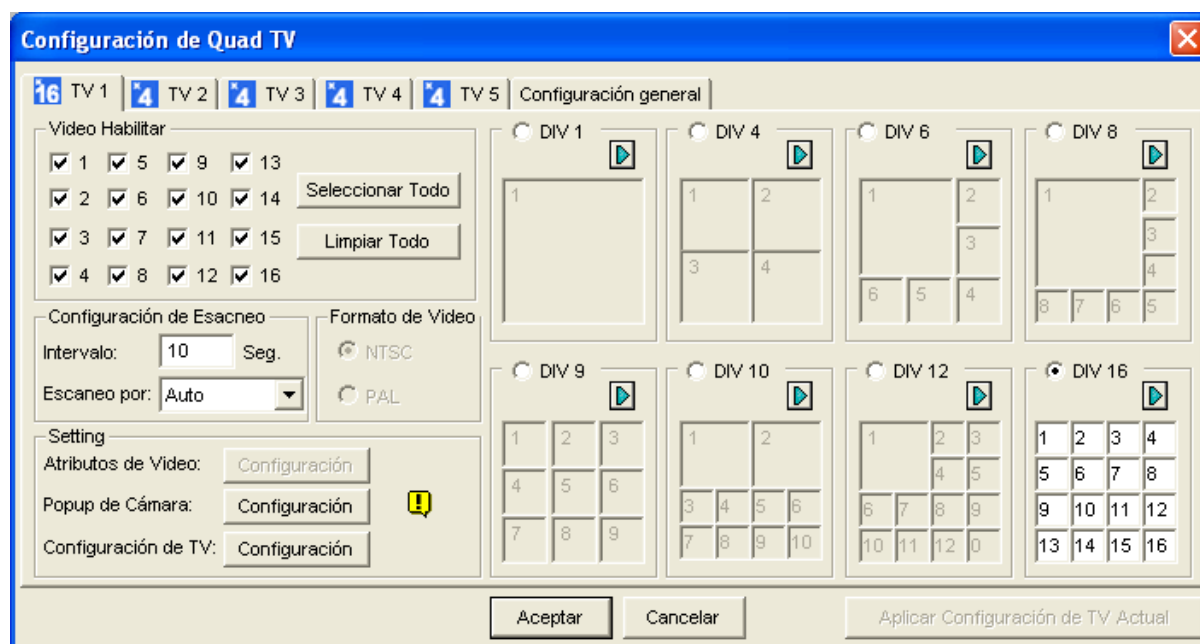 Configuración de Quad TV
x16 TV 1 x4 TV 2 x4 TV 3 x4 TV 4 x4 TV 5 Configuración general
Video Habilitar
1 5 9 13
2 6 10 14
3 7 11 15
4 8 12 16
Seleccionar Todo
Limpiar Todo
Configuración de Esacneo
Intervalo: 10 Seg.
Escaneo por: Auto
Formato de Video
NTSC
PAL
Setting
Atributos de Video: Configuración
Popup de Cámara: Configuración
!
Configuración de TV: Configuración
DIV 1
1
DIV 4
1 2
3 4
DIV 6
1 2
3
6 5 4
DIV 8
1 2
3
4
8 7 6 5
DIV 9
1 2 3
4 5 6
7 8 9
DIV 10
1 2
3 4 5 6
7 8 9 10
DIV 12
1 2 3
4 5
6 7 8 9
10 11 12 0
DIV 16
1 2 3 4
5 6 7 8
9 10 11 12
13 14 15 16
Aceptar Cancelar Aplicar Configuración de TV Actual